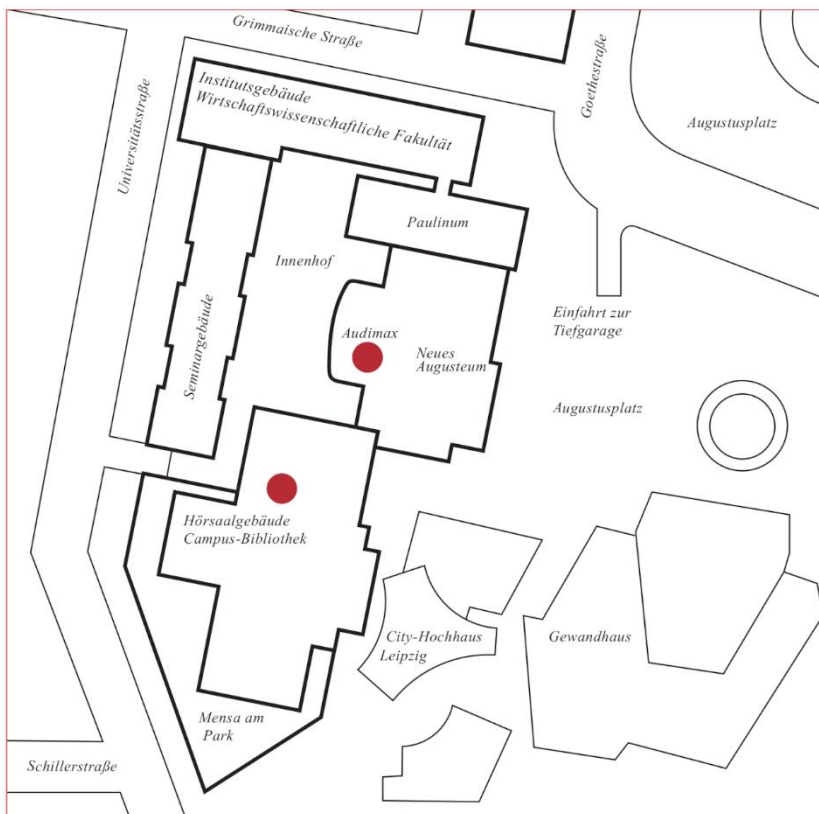 Grimmaische Straße
Institutsgebäude
Wirtschaftswissenschaftliche Fakultät
Universitätsstraße
Goethestraße
Augustusplatz
Paulinum
Innenhof
Seminargebäude
Audimax
Neues
Augusteum
Einfahrt zur
Tiefgarage
Augustusplatz
Hörsaalgebäude
Campus-Bibliothek
City-Hochhaus
Leipzig
Gewandhaus
Mensa am
Park
Schillerstraße